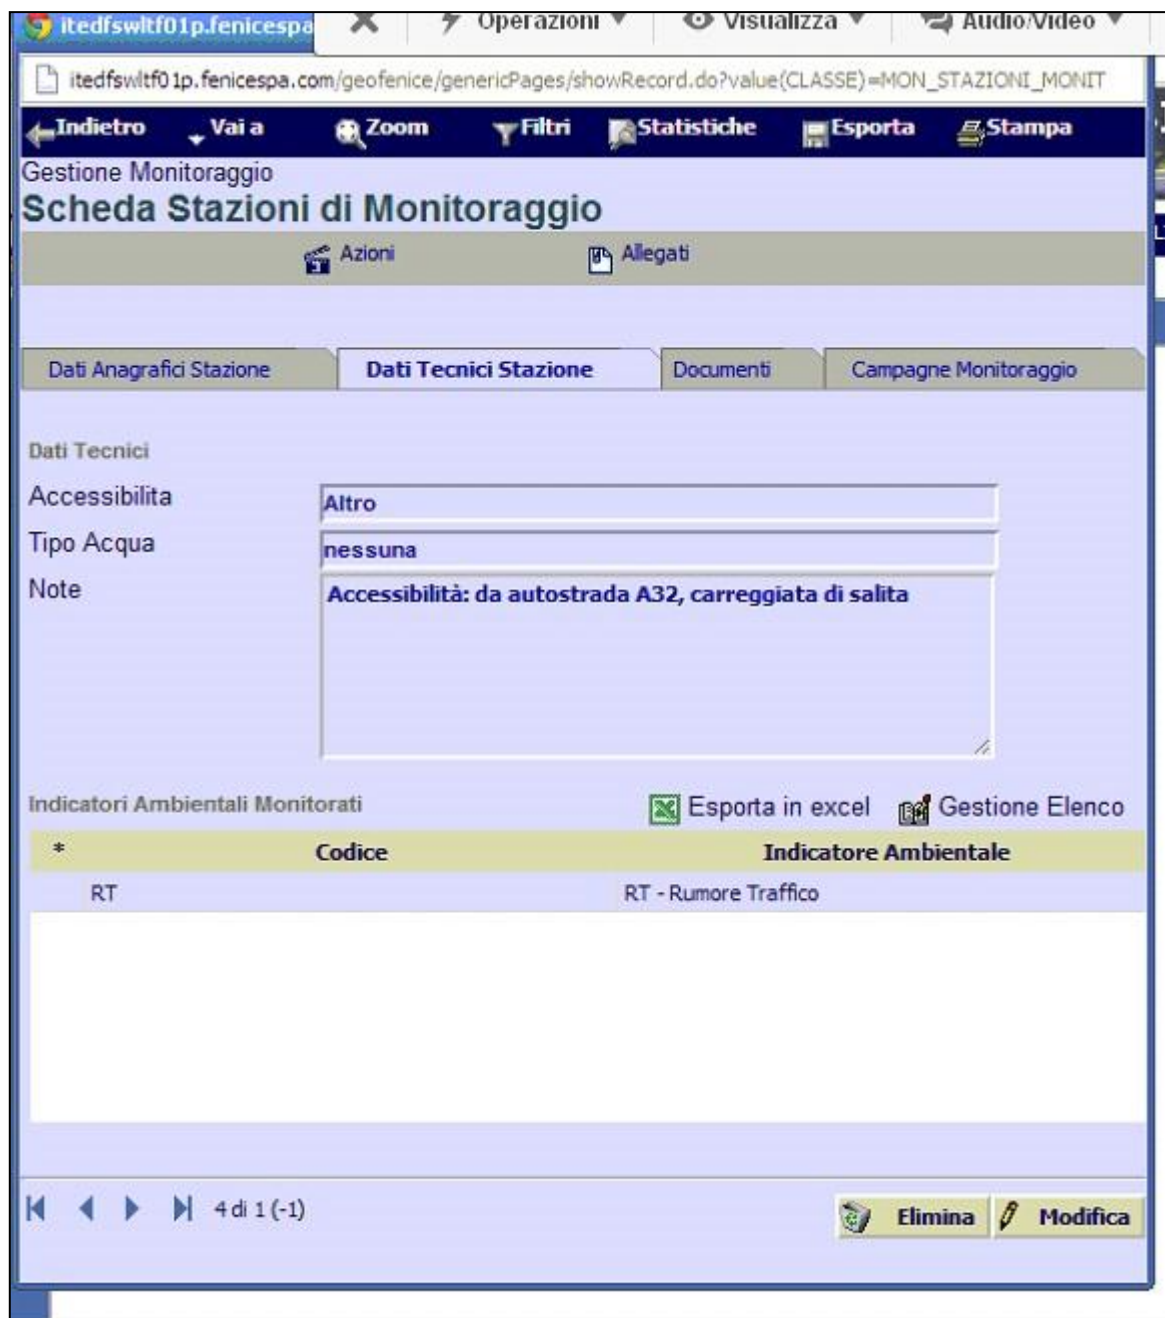 itedfswltf01p.fenicespa
Operazioni
Visualizza
Audio/Video
itedfswltf01p.fenicespa.com/geofenice/genericPages/showRecord.do?value(CLASSE)=MON_STAZIONI_MONIT
Indietro Vai a Zoom Filtri Statistiche Esporta Stampa
Gestione Monitoraggio
Scheda Stazioni di Monitoraggio
Azioni Allegati
Dati Anagrafici Stazione Dati Tecnici Stazione Documenti Campagne Monitoraggio
Dati Tecnici
Accessibilita Altro
Tipo Acqua nessuna
Note Accessibilità: da autostrada A32, carreggiata di salita
Indicatori Ambientali Monitorati Esporta in excel Gestione Elenco
* Codice Indicatore Ambientale
RT RT - Rumore Traffico
4 di 1 (-1) Elimina Modifica